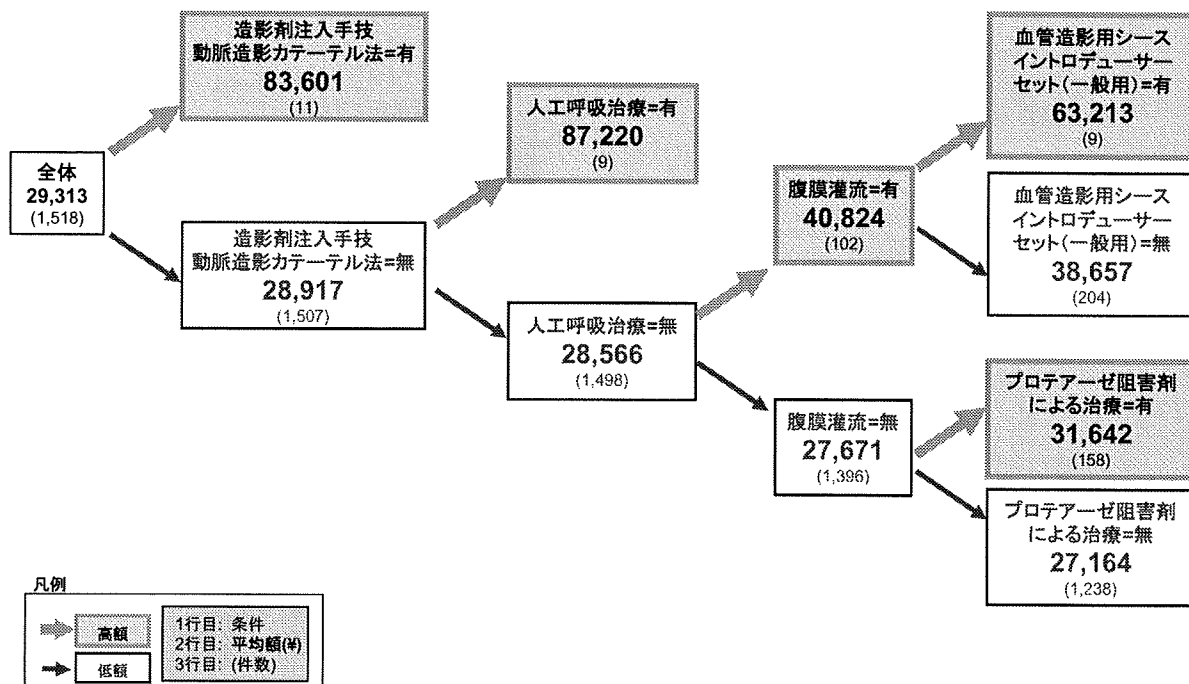 造影剤注入手技
動脈造影カテーテル法=有
83,601
(11)
血管造影用シース
イントロデューサー
セット(一般用)=有
63,213
(9)
人工呼吸治療=有
87,220
(9)
全体
29,313
(1,518)
腹膜灌流=有
40,824
(102)
血管造影用シース
イントロデューサー
セット(一般用)=無
38,657
(204)
造影剤注入手技
動脈造影カテーテル法=無
28,917
(1,507)
人工呼吸治療=無
28,566
(1,498)
プロテアーゼ阻害剤
による治療=有
31,642
(158)
腹膜灌流=無
27,671
(1,396)
プロテアーゼ阻害剤
による治療=無
27,164
(1,238)
凡例
高額
低額
1行目: 条件
2行目: 平均額(¥)
3行目: (件数)